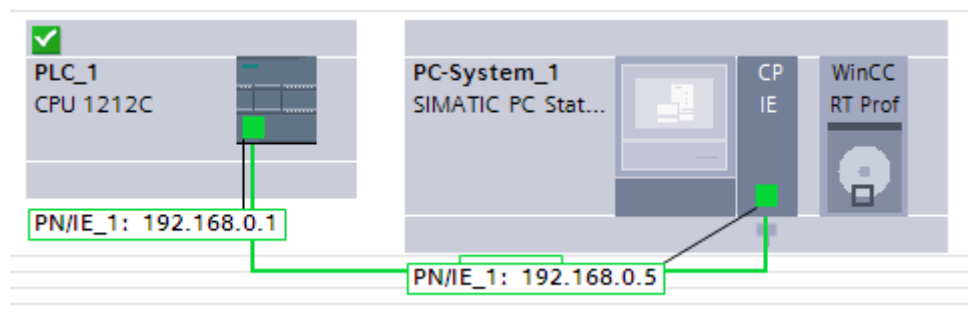 PLC_1
CPU 1212C
PC-System_1
SIMATIC PC Stat...
CP
IE
WinCC
RT Prof
PN/IE_1: 192.168.0.1
PN/IE_1: 192.168.0.5